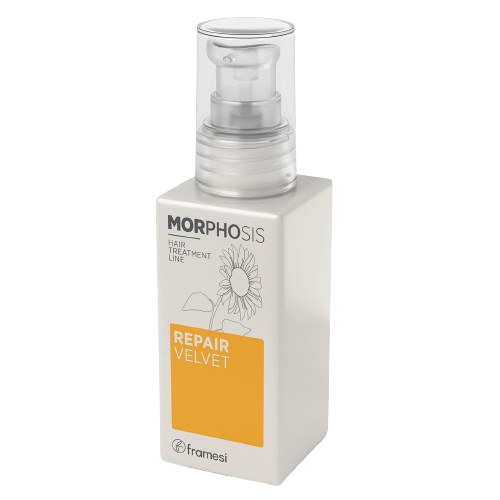 MORPHOSIS
HAIR
TREATMENT
LINE
REPAIR
VELVET
framesi